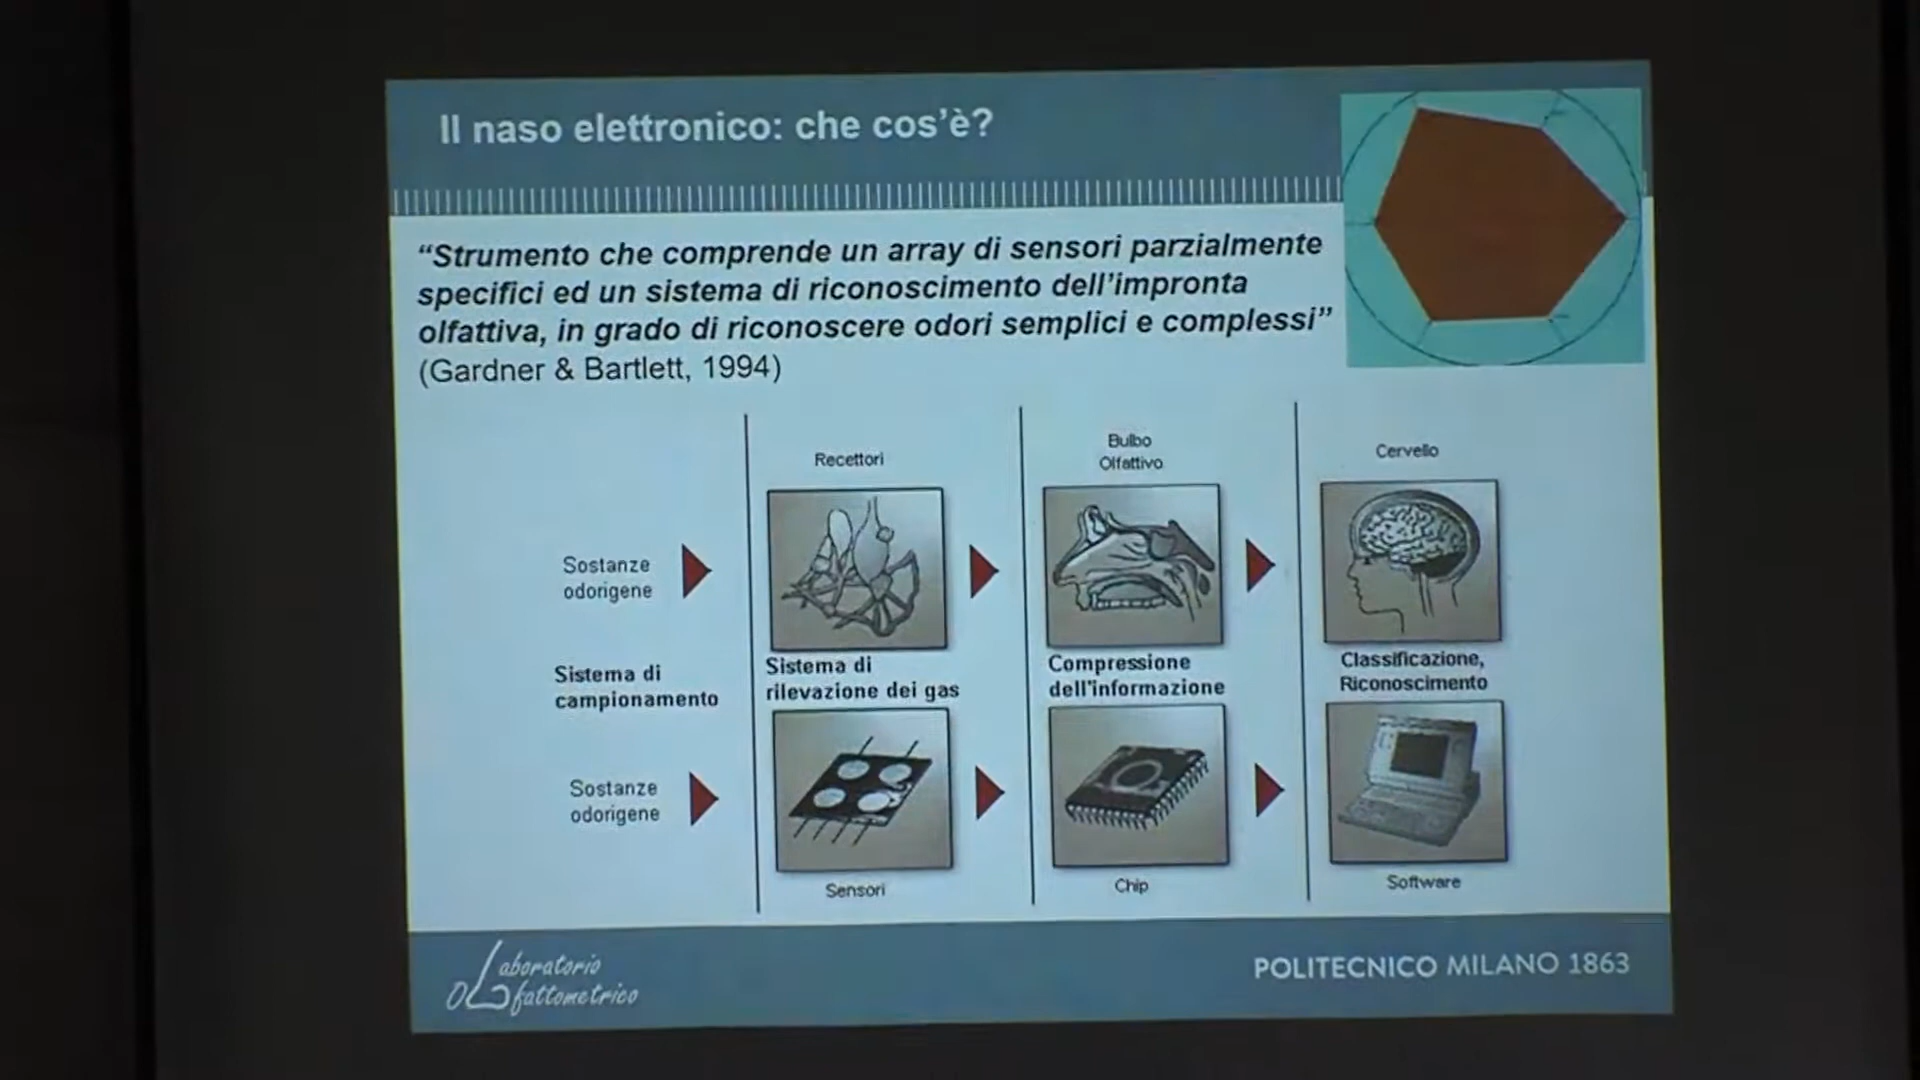 Il naso elettronico: che cos'è?
“Strumento che comprende un array di sensori parzialmente
specifici ed un sistema di riconoscimento dell'impronta
olfattiva, in grado di riconoscere odori semplici e complessi”
(Gardner & Bartlett, 1994)
Recettori
Bulbo
Olfattivo
Cervello
Sostanze
odorigene
Sistema di
campionamento
Sistema di
rilevazione dei gas
Compressione
dell'informazione
Classificazione,
Riconoscimento
Sostanze
odorigene
Sensori
Chip
Software
Laboratorio
Olfattometrico
POLITECNICO MILANO 1863